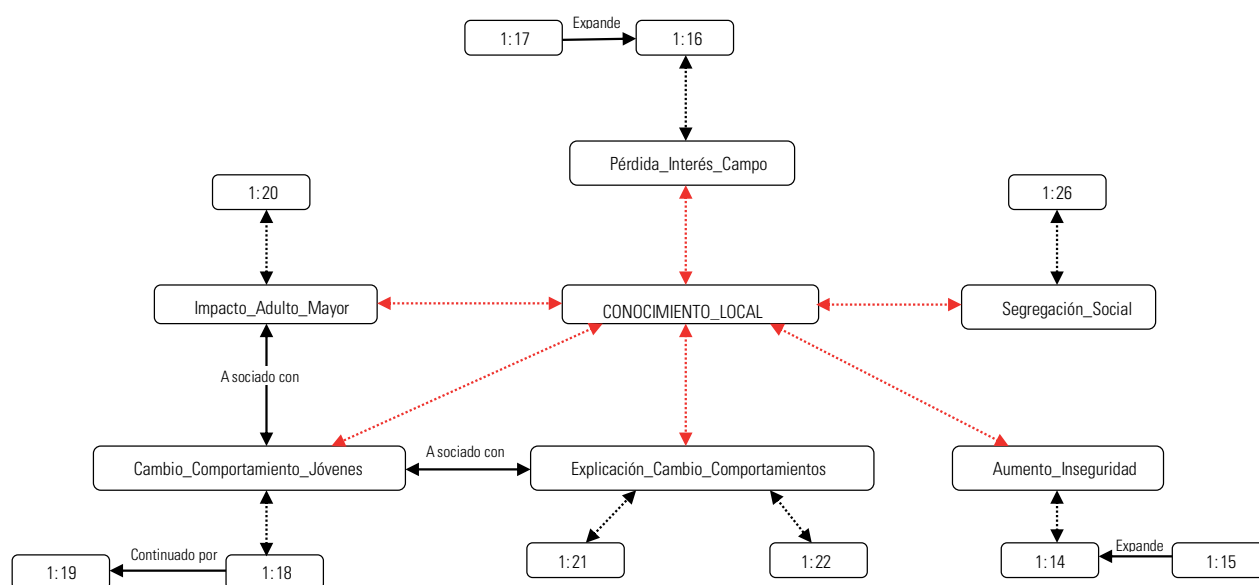 Expande
1:17
1:16
Pérdida_Interés_Campo
1:20
1:26
Impacto_Adulto_Mayor
CONOCIMIENTO_LOCAL
Segregación_Social
A sociado con
A sociado con
Cambio_Comportamiento_Jóvenes
Explicación_Cambio_Comportamientos
Aumento_Inseguridad
Continuado por
Expande
1:19
1:18
1:21
1:22
1:14
1:15